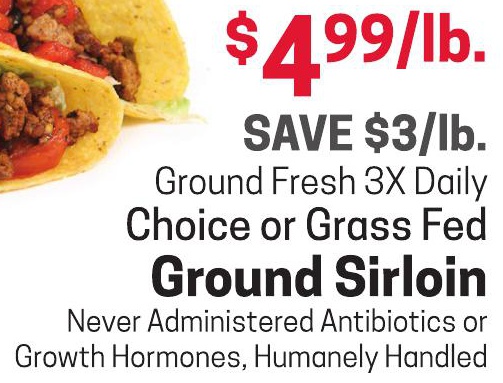 $4.99/lb.
SAVE $3/lb.
Ground Fresh 3X Daily
Choice or Grass Fed
Ground Sirloin
Never Administered Antibiotics or
Growth Hormones, Humanely Handled